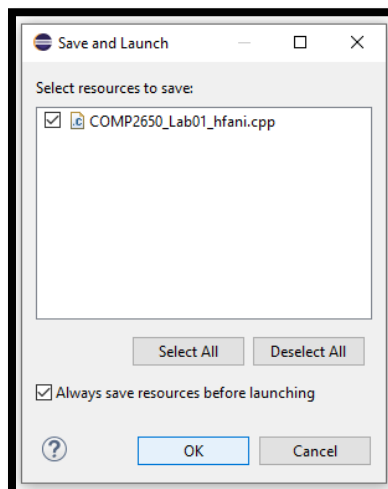 Save and Launch
Select resources to save:
COMP2650_Lab01_hfani.cpp
Select All Deselect All
Always save resources before launching
OK Cancel